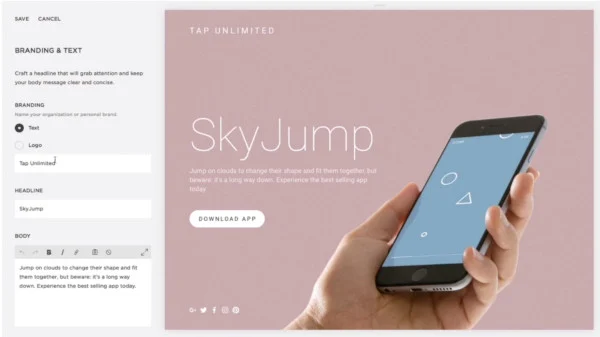 SAVE CANCEL
BRANDING & TEXT
Craft a headline that will grab attention and keep
your body message clear and concise.
BRANDING
Name your organization or personal brand.
Text
Logo
Tap Unlimited
HEADLINE
SkyJump
BODY
B I
Jump on clouds to change their shape and fit
them together, but beware: it's a long way
down. Experience the best selling app today.
TAP UNLIMITED
SkyJump
Jump on clouds to change their shape and fit them together, but
beware: it's a long way down. Experience the best selling app
today.
DOWNLOAD APP